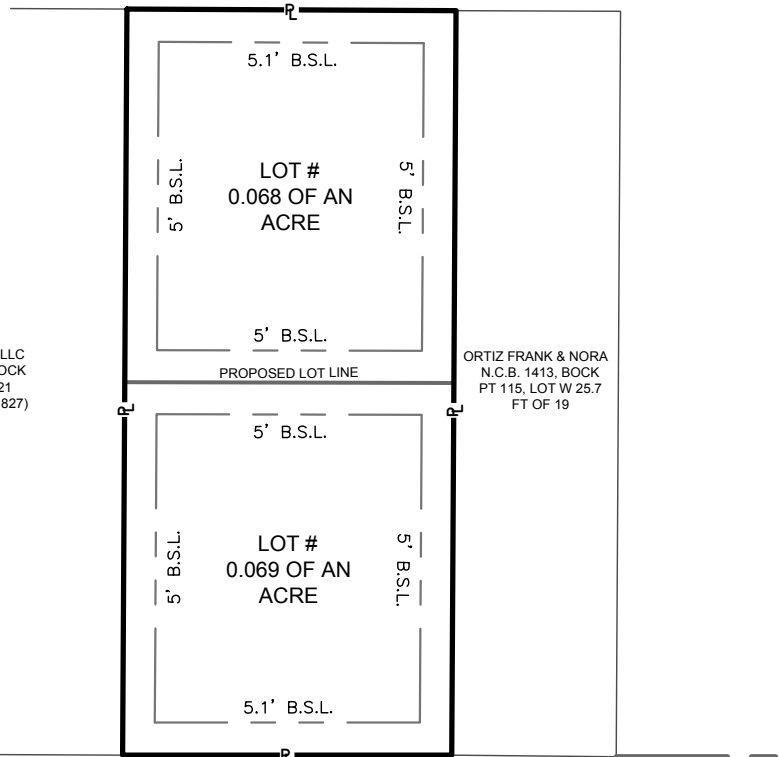 ℄
5.1' B.S.L.
5' B.S.L.
LOT #
0.068 OF AN
ACRE
5' B.S.L.
5' B.S.L.
PROPOSED LOT LINE
LLC
OCK
21
827)
ORTIZ FRANK & NORA
N.C.B. 1413, BOCK
PT 115, LOT W 25.7
FT OF 19
℄
℄
5' B.S.L.
5' B.S.L.
LOT #
0.069 OF AN
ACRE
5' B.S.L.
5.1' B.S.L.